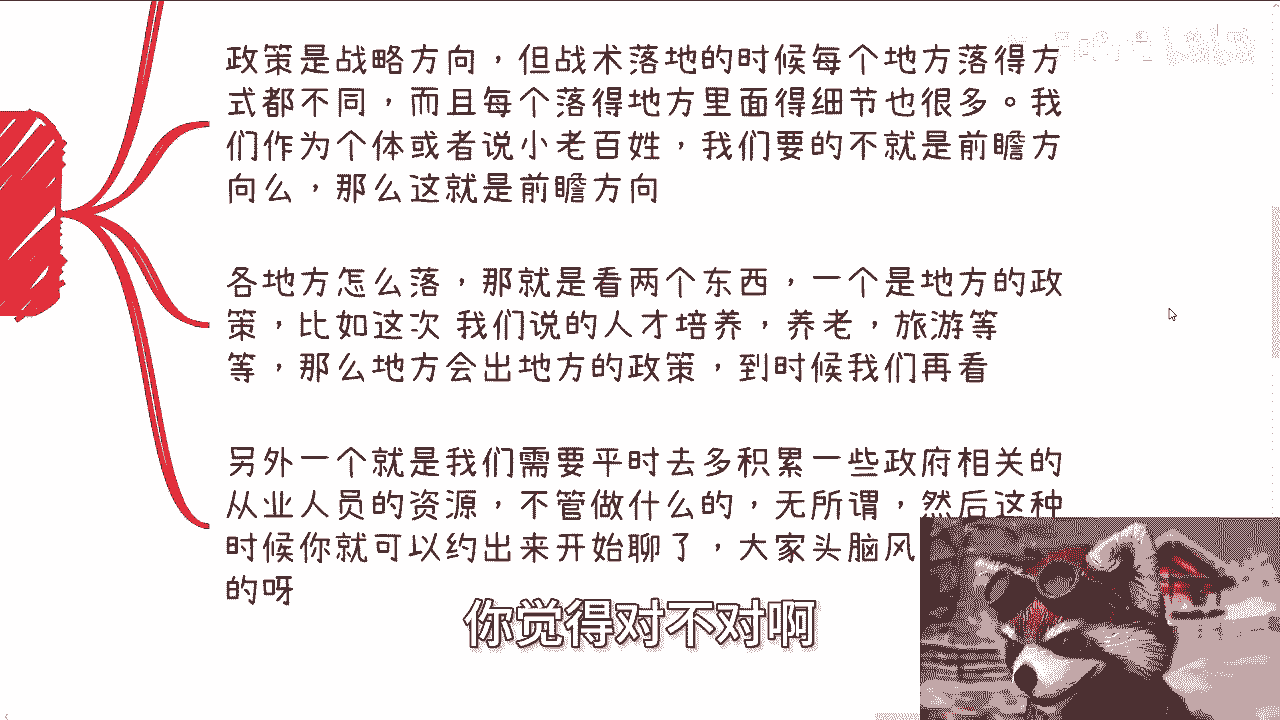 政策是战略方向，但战术落地的时候每个地方落得方
式都不同，而且每个落得地方里面得细节也很多。我
们作为个体或者说小老百姓，我们要的不就是前瞻方
向么，那么这就是前瞻方向
各地方怎么落，那就是看两个东西，一个是地方的政
策，比如这次 我们说的人才培养，养老，旅游等
等，那么地方会出地方的政策，到时候我们再看
另外一个就是我们需要平时去多积累一些政府相关的
从业人员的资源，不管做什么的，无所谓，然后这种
时候你就可以约出来开始聊了，大家头脑风
的呀
你觉得对不对啊